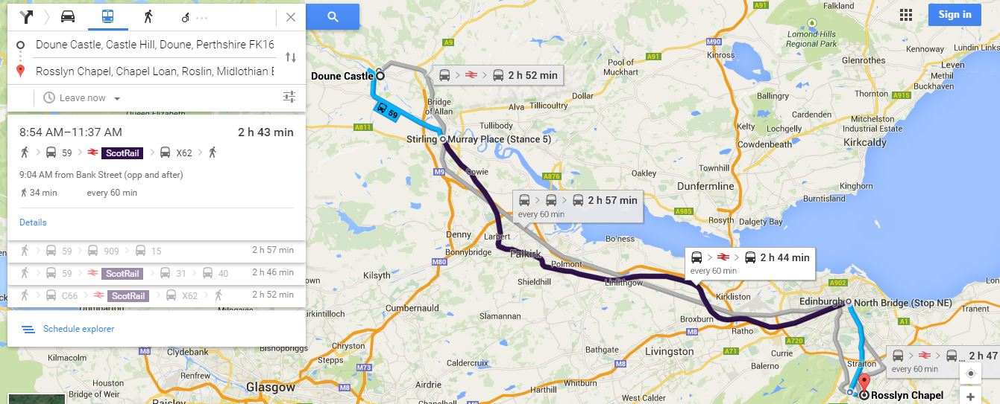 Doune Castle, Castle Hill, Doune, Perthshire FK16
Rosslyn Chapel, Chapel Loan, Roslin, Midlothian E
Leave now
8:54 AM–11:37 AM 2 h 43 min
59 ScotRail X62
9:04 AM from Bank Street (opp and after)
34 min every 60 min
Details
59 909 15 2 h 57 min
59 ScotRail 31 40 2 h 46 min
C66 ScotRail X62 2 h 52 min
Schedule explorer
Queen Elizabeth
Dumbarton
Milngavie
Kilmacolm
Clydebank
Bishopbriggs
Houston
Renfrew
Bridge of Weir
Paisley
Glasgow
M8
M8
Sign in
Falkland
A91
Lomond Hills
Regional Park
Kennoway
Lundin Links
A9
M90
Kinross
Glenrothes
Leven
Methil
Buckhaven
A91
Pool of
Muckhart
Doune Castle
2 h 52 min
Thornton
A915
Ballingry
Cardenden
Mitchelston
Industrial Estate
Dollar
Bridge
of Allan
Alva
Tillicoultry
59
Kelty
Lochgelly
Kirkcaldy
Tullibody
A811
Cowdenbeath
Stirling
Murray Place (Stance 5)
Townhill
M9
Cowie
A876
Oakley
Dunfermline
Kinghorn
2 h 57 min
every 60 min
Burntisland
A985
Rosyth
Dalgety Bay
Denny
Larbert
Bo'ness
Bonnybridge
Falkirk
M80
Polmont
2 h 44 min
every 60 min
Kilsyth
Shieldhill
Linlithgow
A902
Kirkliston
Lo
Edinburgh
North Bridge (Stop NE)
Tranent
Cumbernauld
Kirkintilloch
Slamannan
Broxburn
M8
Ratho
A1
A720
Chryston
Stepps
Bathgate
Livingston
A71
Currie
Balerno
2 h 47
every 60 min
Straiton
M73
Caldercruix
M8
Airdrie
Harthill
Whitburn
West Calder
Rosslyn Chapel